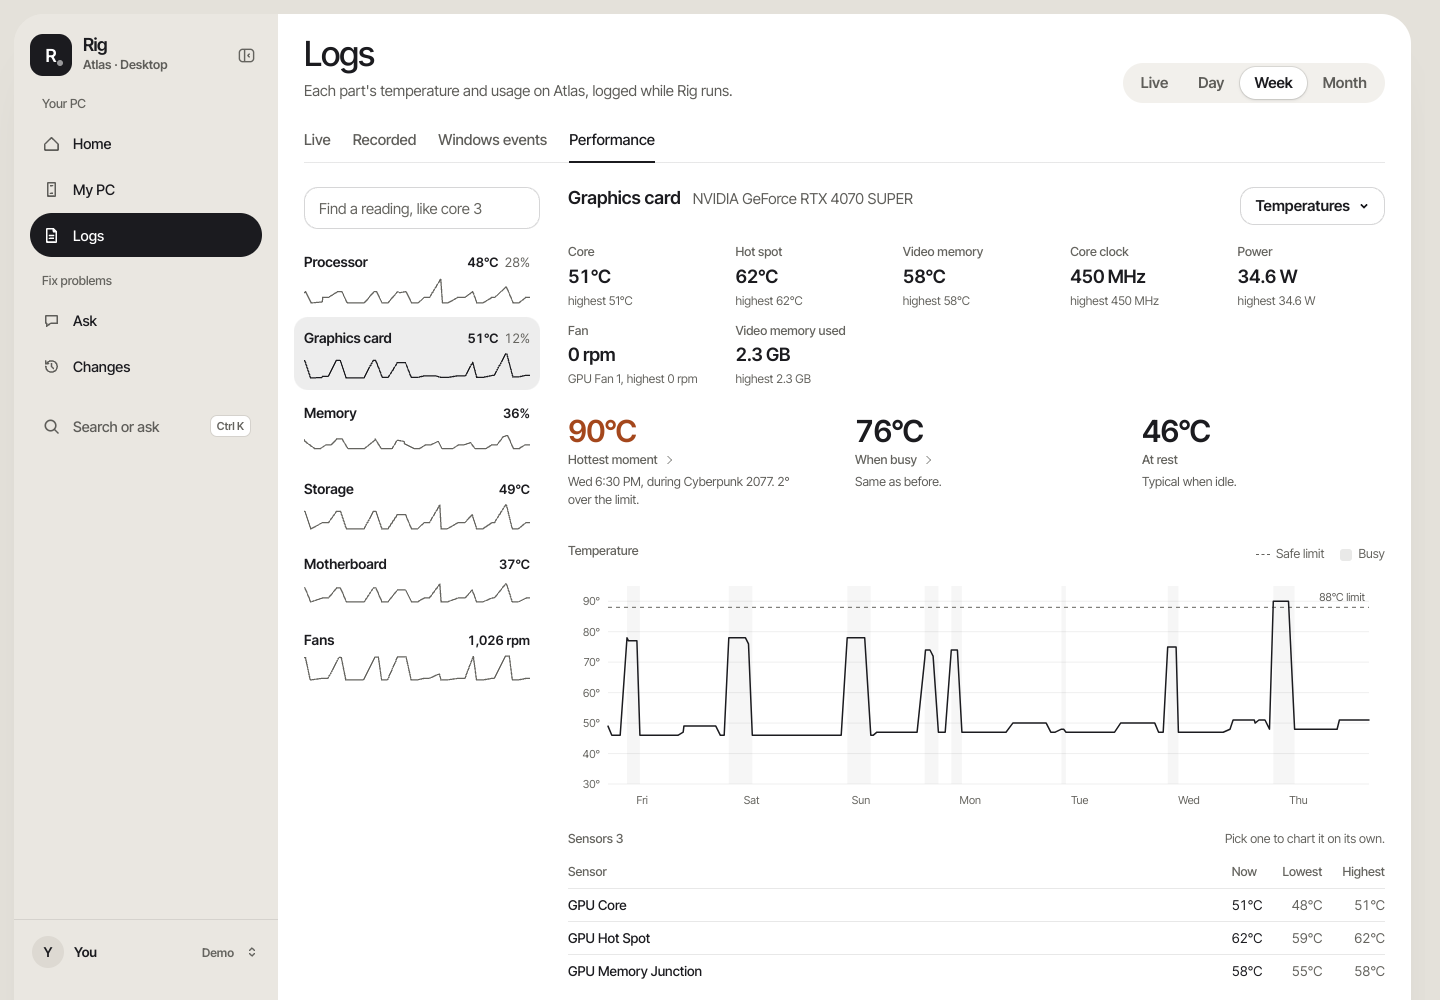 R.
Rig
Atlas · Desktop
Your PC
Home
My PC
Logs
Fix problems
Ask
Changes
Search or ask
Ctrl K
Y
You
Demo
Logs
Each part's temperature and usage on Atlas, logged while Rig runs.
Live Day Week Month
Live Recorded Windows events Performance
Find a reading, like core 3
Processor 48°C 28%
Graphics card 51°C 12%
Memory 36%
Storage 49°C
Motherboard 37°C
Fans 1,026 rpm
Graphics card NVIDIA GeForce RTX 4070 SUPER
Temperatures
Core
51°C
highest 51°C
Hot spot
62°C
highest 62°C
Video memory
58°C
highest 58°C
Core clock
450 MHz
highest 450 MHz
Power
34.6 W
highest 34.6 W
Fan
0 rpm
GPU Fan 1, highest 0 rpm
Video memory used
2.3 GB
highest 2.3 GB
90°C
Hottest moment
Wed 6:30 PM, during Cyberpunk 2077. 2°
over the limit.
76°C
When busy
Same as before.
46°C
At rest
Typical when idle.
Temperature
Safe limit Busy
88°C limit
90°
80°
70°
60°
50°
40°
30°
Fri Sat Sun Mon Tue Wed Thu
Sensors 3
Pick one to chart it on its own.
Sensor Now Lowest Highest
GPU Core 51°C 48°C 51°C
GPU Hot Spot 62°C 59°C 62°C
GPU Memory Junction 58°C 55°C 58°C